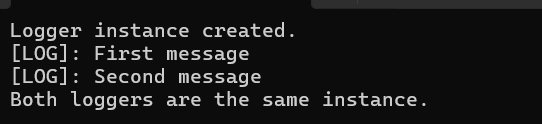 Logger instance created.
[LOG]: First message
[LOG]: Second message
Both loggers are the same instance.